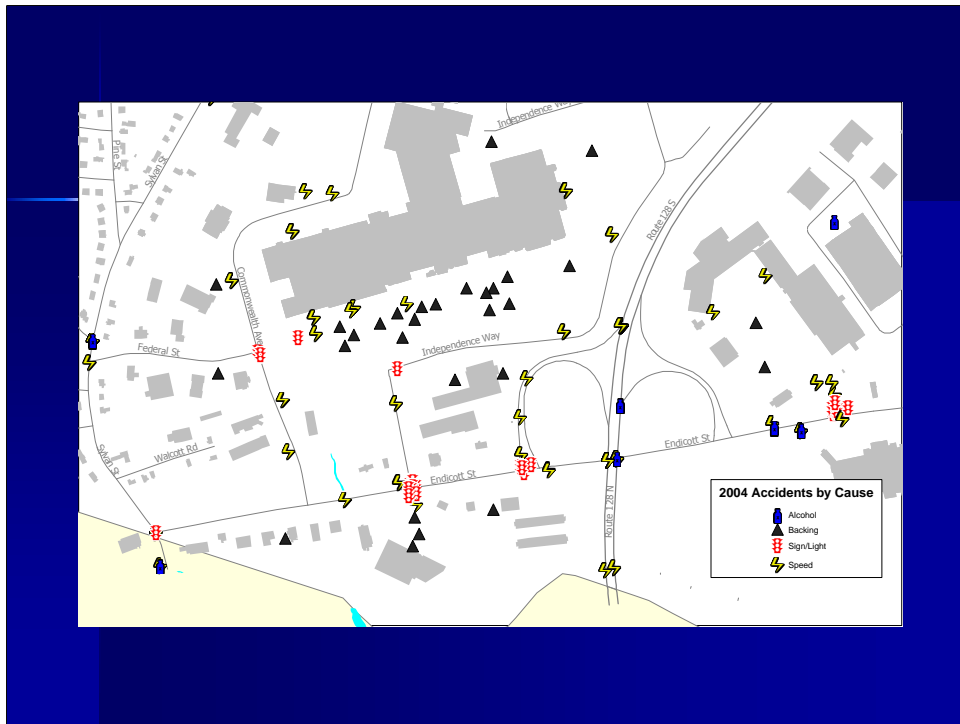 Independence Way
Pine St
Sylvan St
Route 128 S
Commonwealth Ave
Independence Way
Federal St
Endicott St
Walcott Rd
Sylvan St
Endicott St
Route 128 N
2004 Accidents by Cause
Alcohol
Backing
Sign/Light
Speed